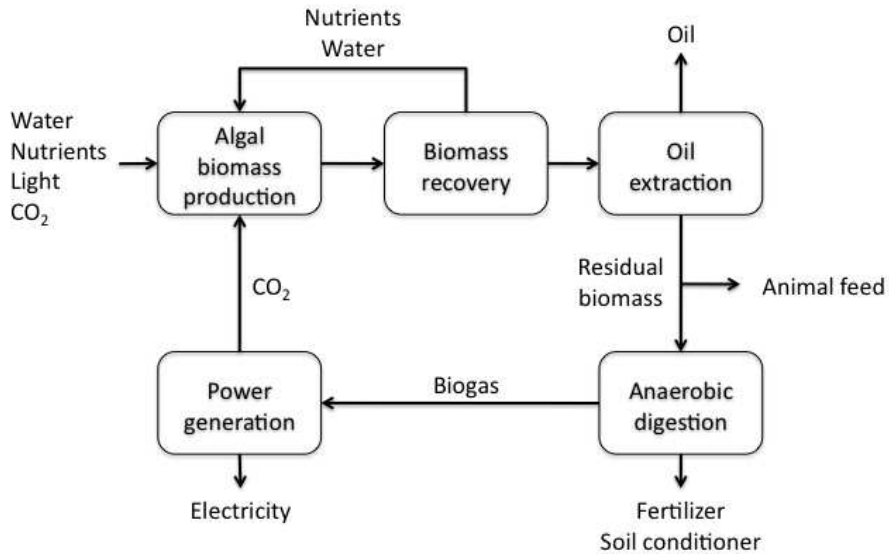 Nutrients
Water
Oil
Water
Nutrients
Light
CO₂
Algal
biomass
production
Biomass
recovery
Oil
extraction
CO₂
Residual
biomass
Animal feed
Power
generation
Biogas
Anaerobic
digestion
Electricity
Fertilizer
Soil conditioner